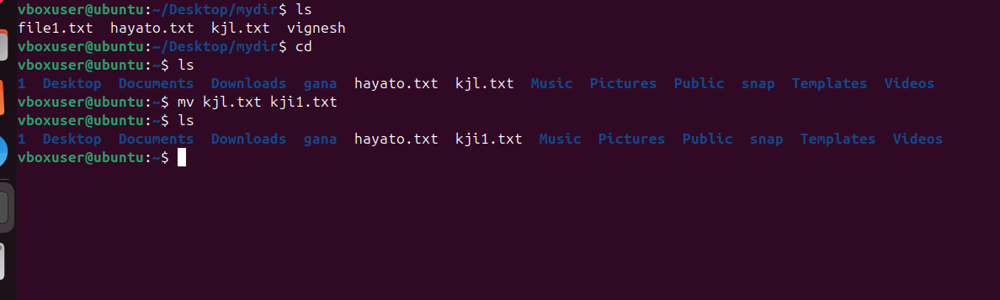 vboxuser@ubuntu:~/Desktop/mydir$ ls
file1.txt  hayato.txt  kjl.txt  vignesh
vboxuser@ubuntu:~/Desktop/mydir$ cd
vboxuser@ubuntu:~$ ls
1  Desktop  Documents  Downloads  gana  hayato.txt  kjl.txt  Music  Pictures  Public  snap  Templates  Videos
vboxuser@ubuntu:~$ mv kjl.txt kji1.txt
vboxuser@ubuntu:~$ ls
1  Desktop  Documents  Downloads  gana  hayato.txt  kji1.txt  Music  Pictures  Public  snap  Templates  Videos
vboxuser@ubuntu:~$